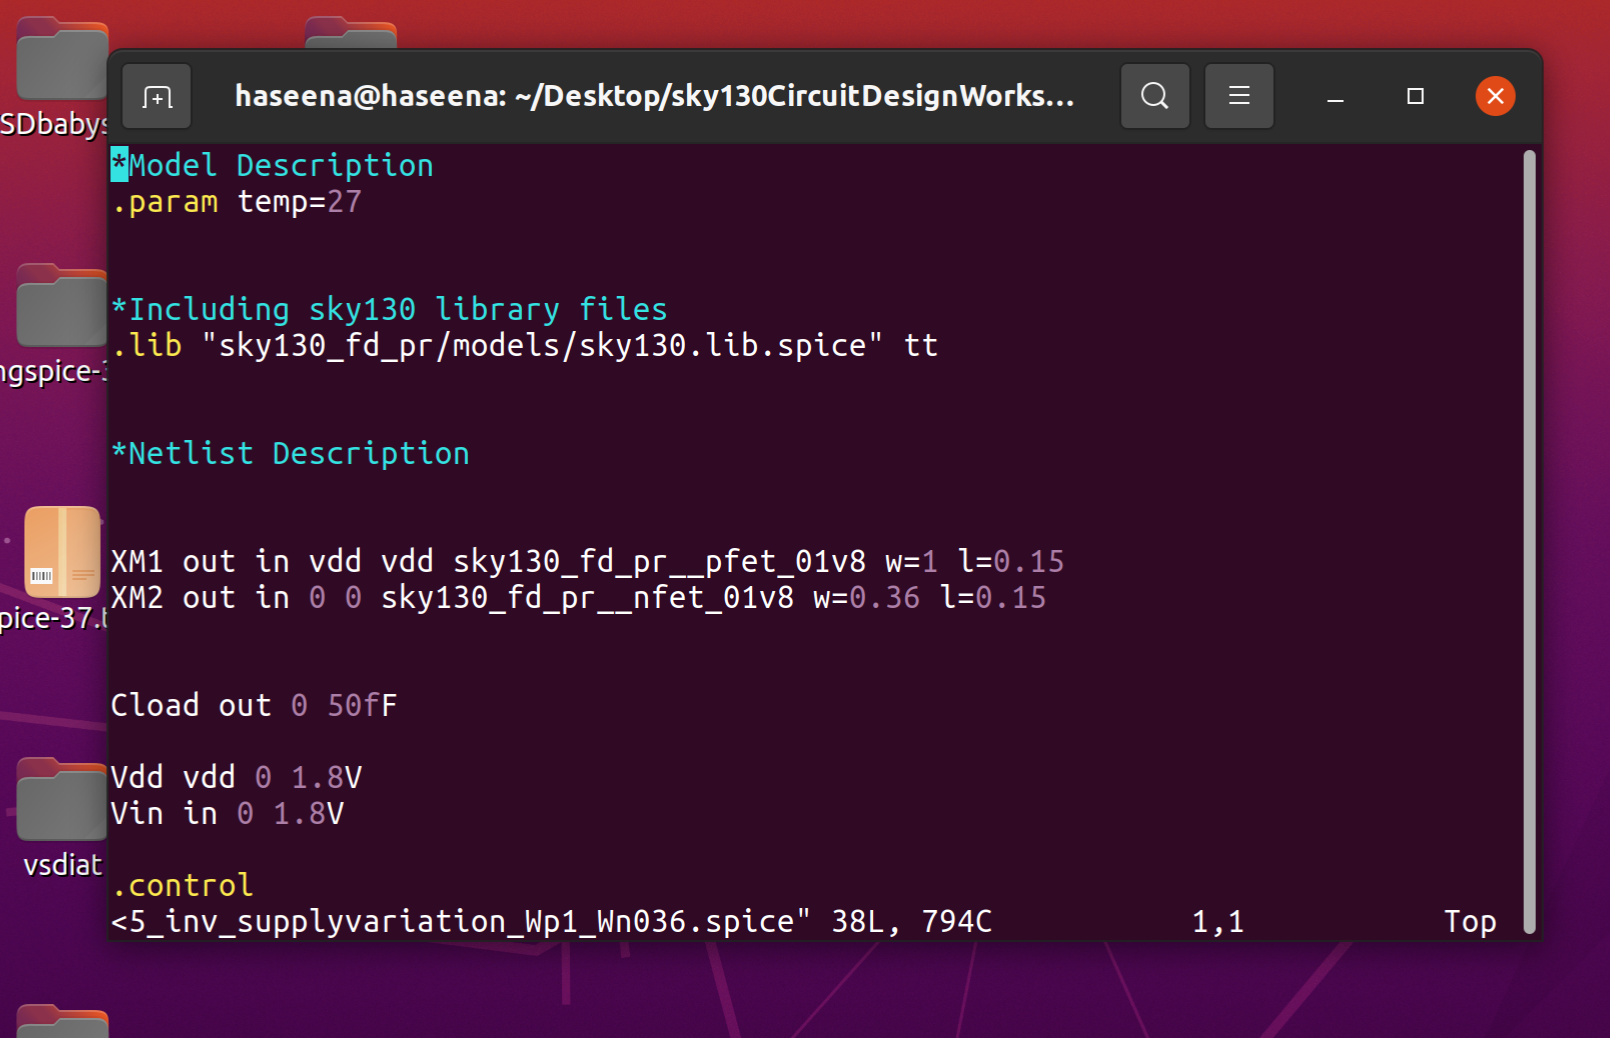 haseena@haseena: ~/Desktop/sky130CircuitDesignWorks...
*Model Description
.param temp=27
*Including sky130 library files
.lib "sky130_fd_pr/models/sky130.lib.spice" tt
*Netlist Description
XM1 out in vdd vdd sky130_fd_pr__pfet_01v8 w=1 l=0.15
XM2 out in 0 0 sky130_fd_pr__nfet_01v8 w=0.36 l=0.15
Cload out 0 50fF
Vdd vdd 0 1.8V
Vin in 0 1.8V
.control
<5_inv_supplyvariation_Wp1_Wn036.spice" 38L, 794C 1,1 Top
SDbabys
ngspice-3
pice-37.t
vsdiat